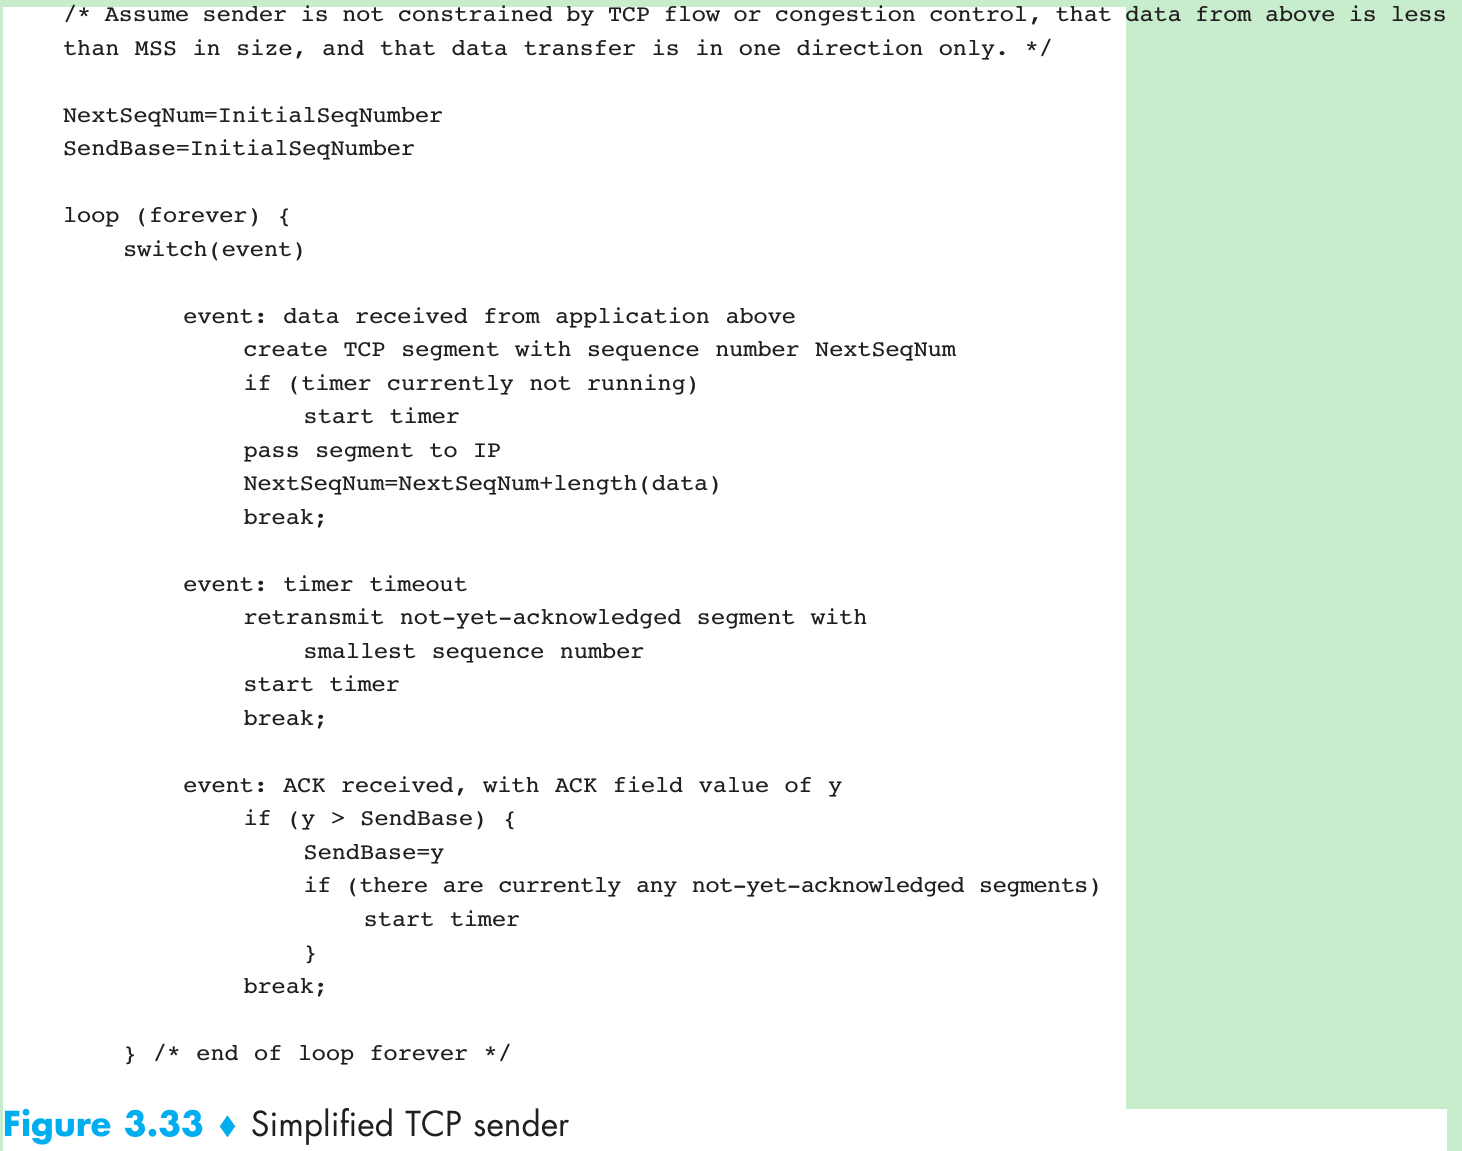 /* Assume sender is not constrained by TCP flow or congestion control, that data from above is less
than MSS in size, and that data transfer is in one direction only. */
NextSeqNum=InitialSeqNumber
SendBase=InitialSeqNumber
loop (forever) {
switch(event)
event: data received from application above
create TCP segment with sequence number NextSeqNum
if (timer currently not running)
start timer
pass segment to IP
NextSeqNum=NextSeqNum+length(data)
break;
event: timer timeout
retransmit not-yet-acknowledged segment with
smallest sequence number
start timer
break;
event: ACK received, with ACK field value of y
if (y > SendBase) {
SendBase=y
if (there are currently any not-yet-acknowledged segments)
start timer
}
break;
} /* end of loop forever */
Figure 3.33 ♦ Simplified TCP sender